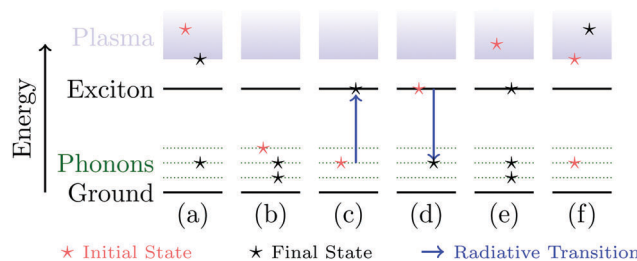 Plasma
Exciton
Energy
Phonons
Ground
(a) (b) (c) (d) (e) (f)
Initial State Final State Radiative Transition